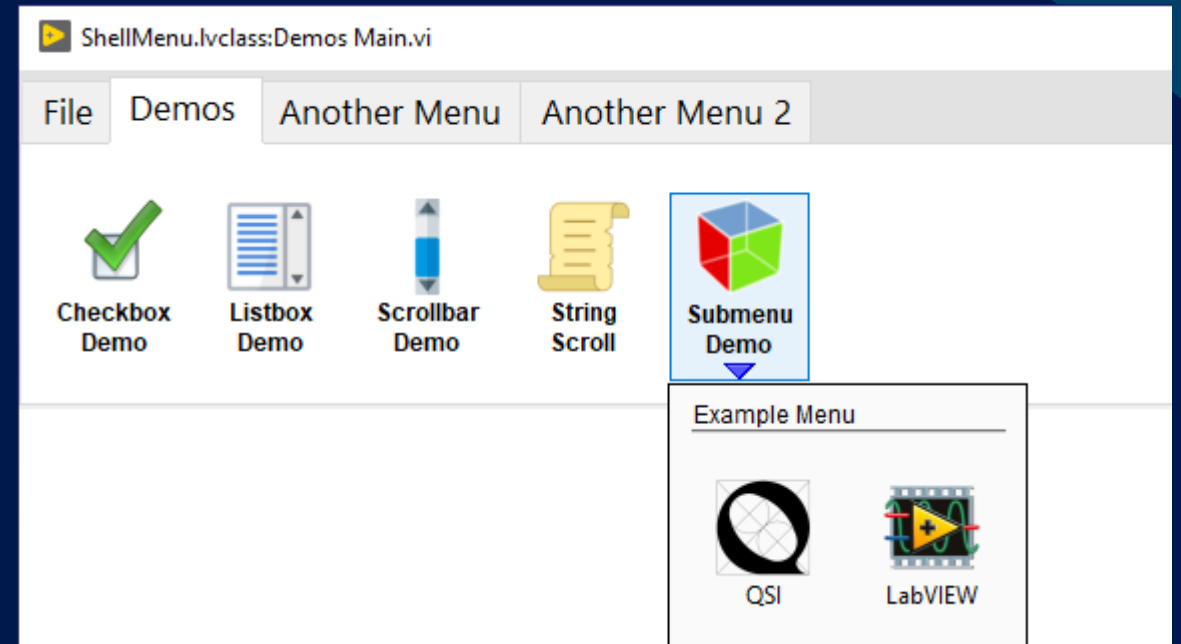 ShellMenu.lvclass:Demos Main.vi
File Demos Another Menu Another Menu 2
Checkbox Listbox Scrollbar String Submenu
Demo Demo Demo Scroll Demo
Example Menu
QSI LabVIEW